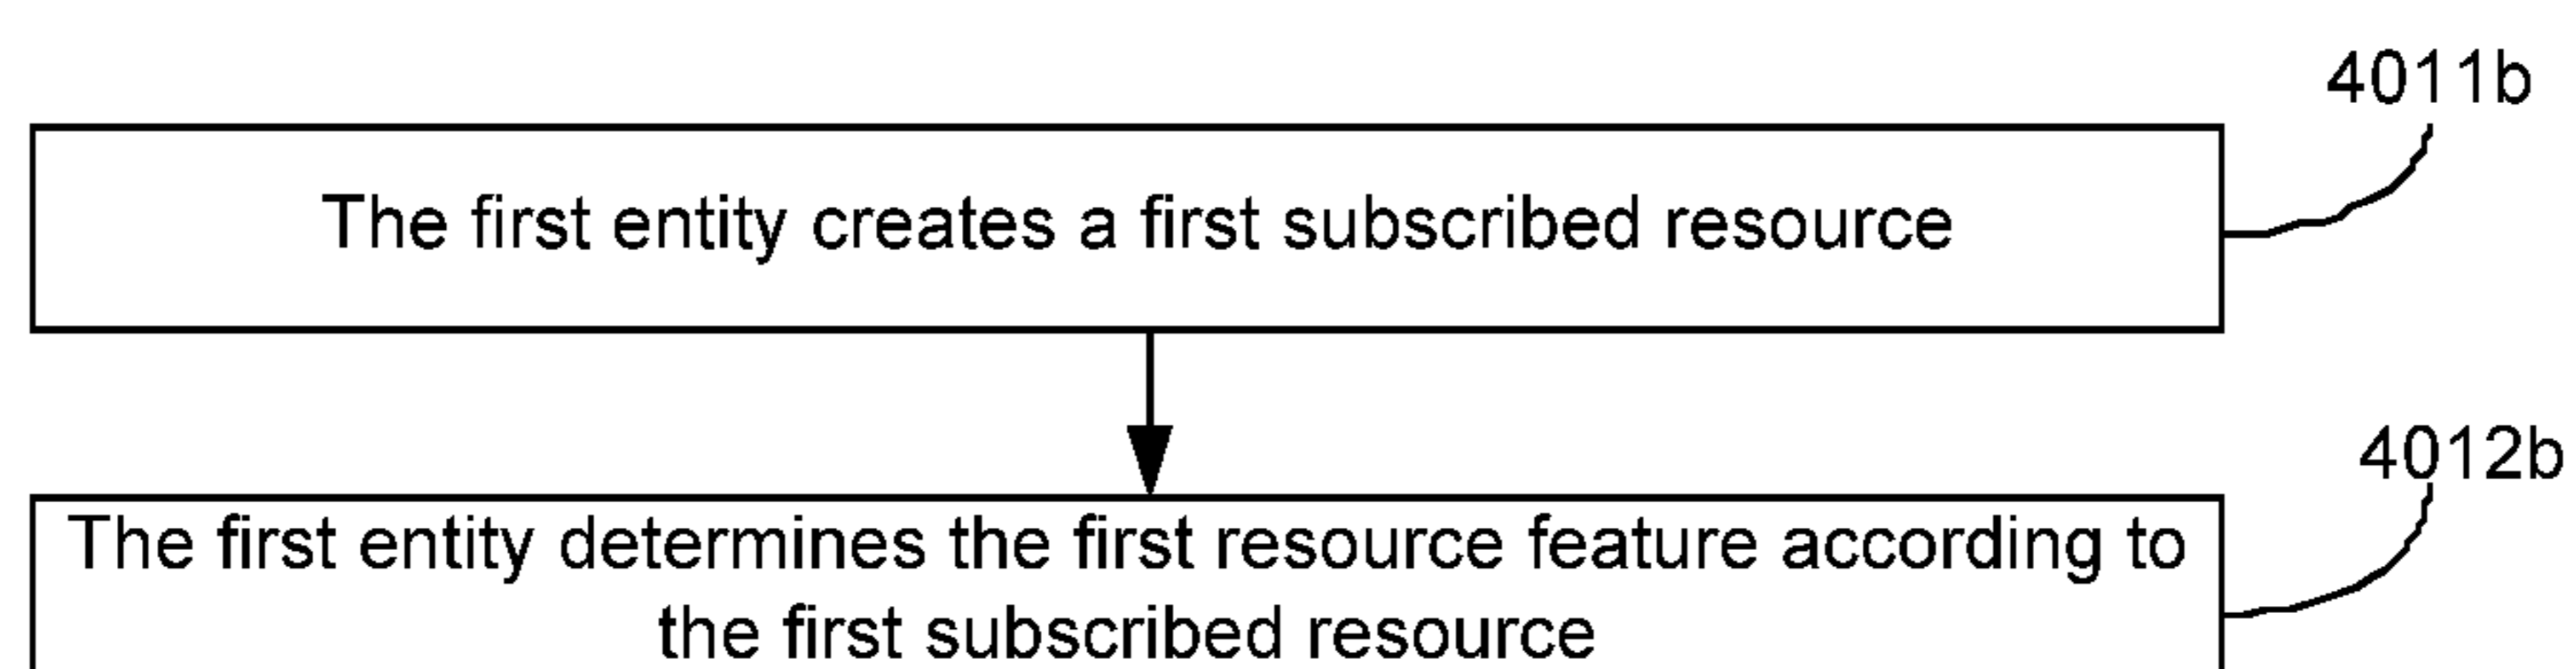 4011b
The first entity creates a first subscribed resource
4012b
The first entity determines the first resource feature according to
the first subscribed resource